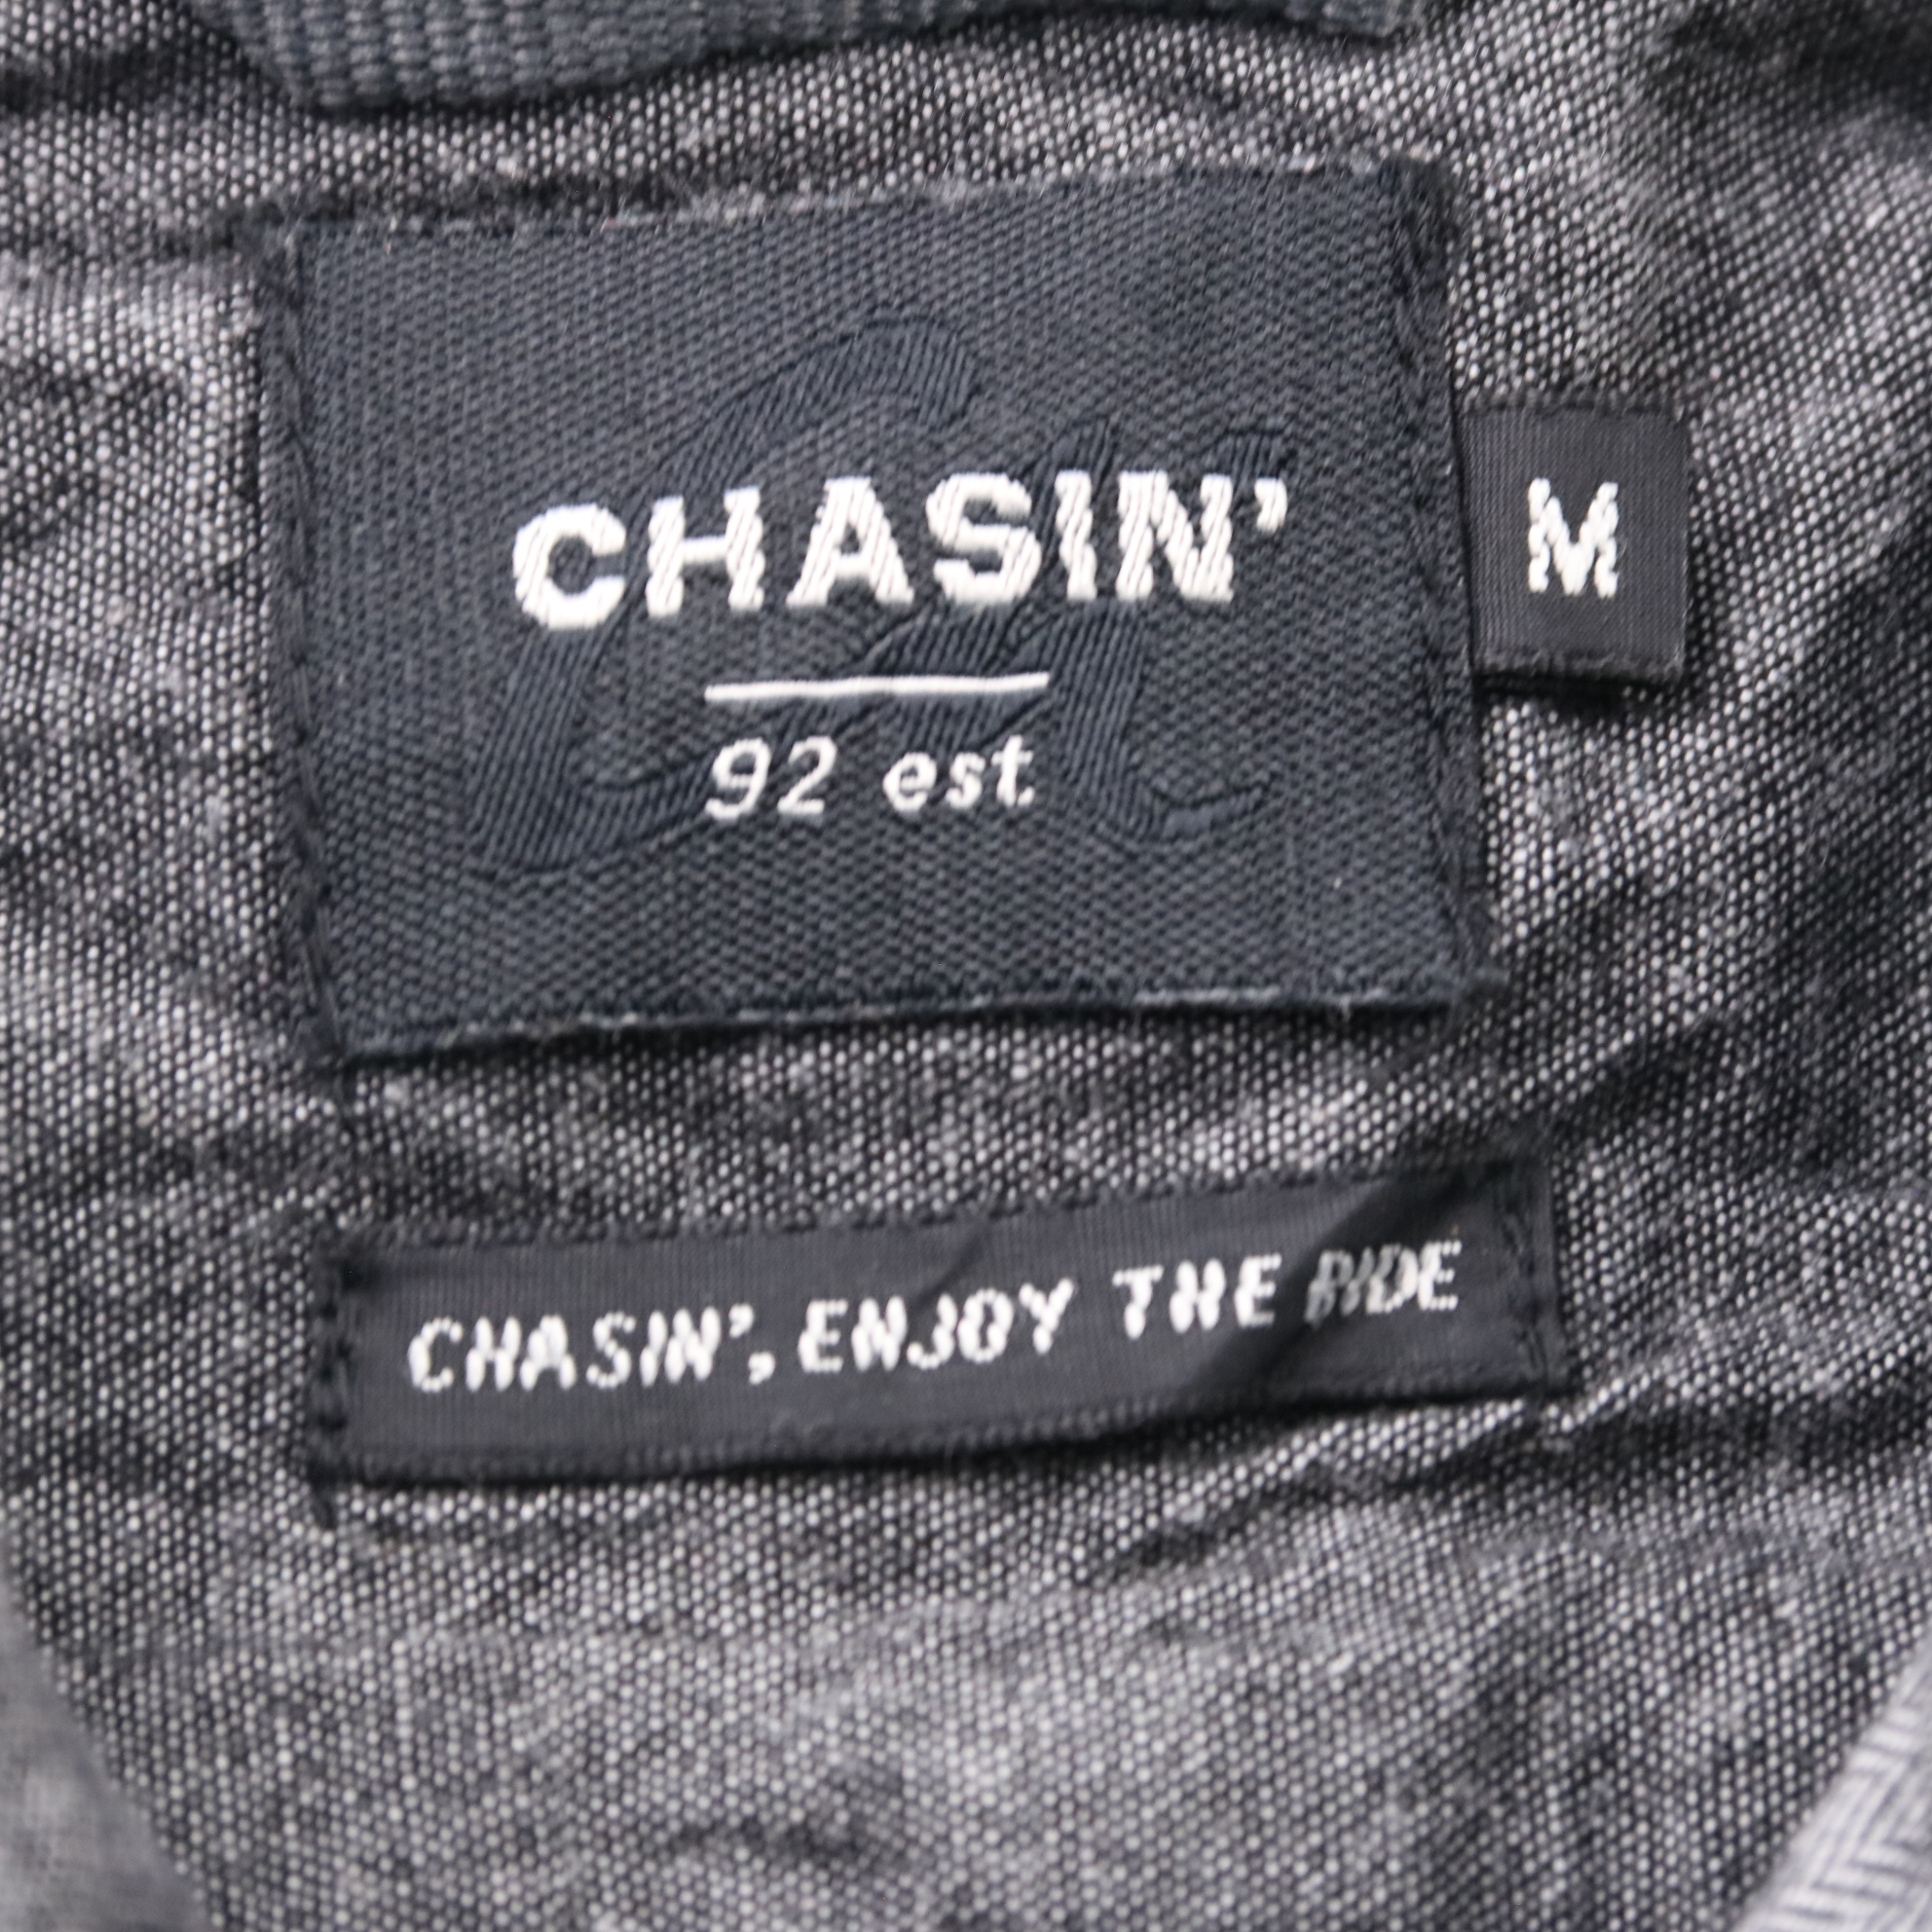 CHASIN'
M
92 est.
CHASIN', ENJOY THE RIDE